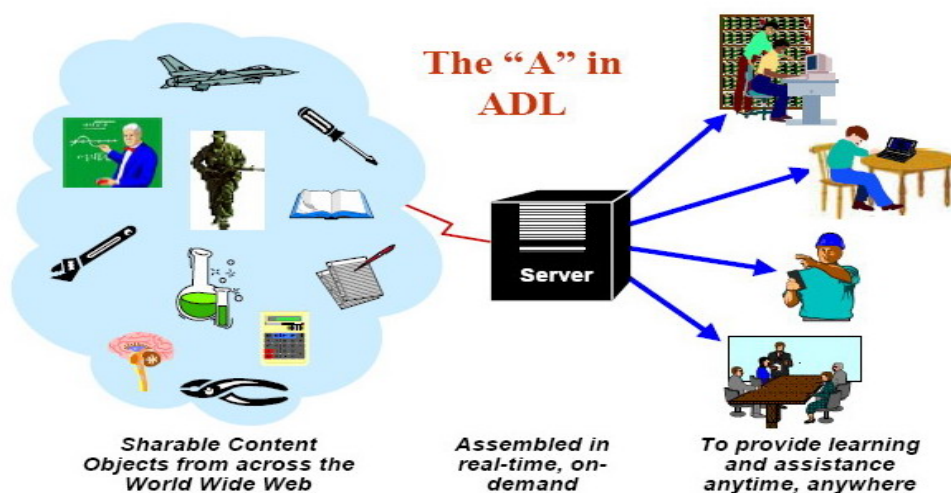 The “A” in
ADL
Server
Sharable Content
Objects from across the
World Wide Web
Assembled in
real-time, on-
demand
To provide learning
and assistance
anytime, anywhere